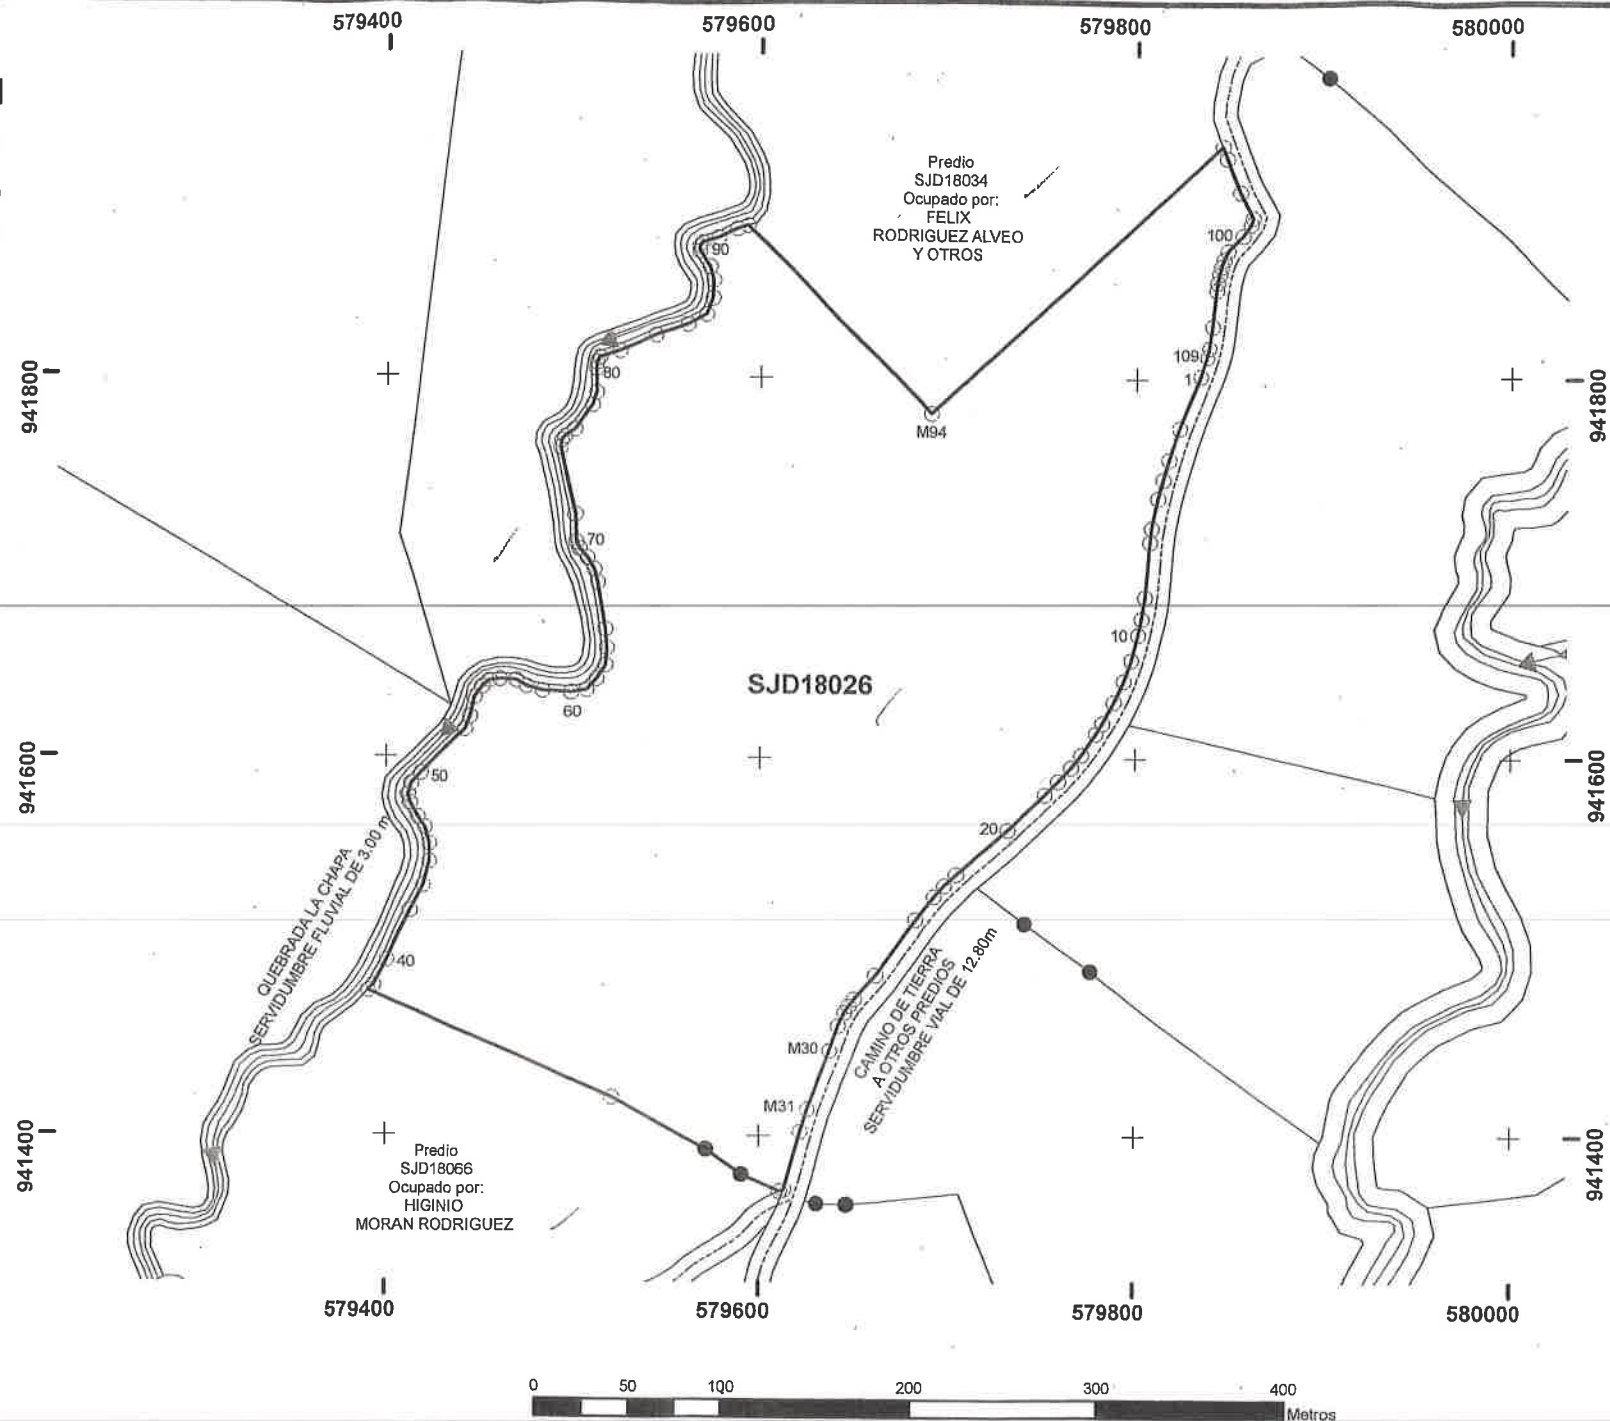 579400
579600
579800
580000
Predio
SJD18034
Ocupado por:
FELIX
RODRIGUEZ ALVEO
Y OTROS
90
100
941800
109
1
941800
80
M94
70
10
SJD18026
60
941600
50
941600
20
QUEBRADA LA CHAPA
SERVIDUMBRE FLUVIAL DE 3.00 m
40
CAMINO DE TIERRA
A OTROS PREDIOS
SERVIDUMBRE VIAL DE 12.80m
M30
M31
941400
941400
Predio
SJD18066
Ocupado por:
HIGINIO
MORAN RODRIGUEZ
579400
579600
579800
580000
0 50 100 200 300 400
Metros